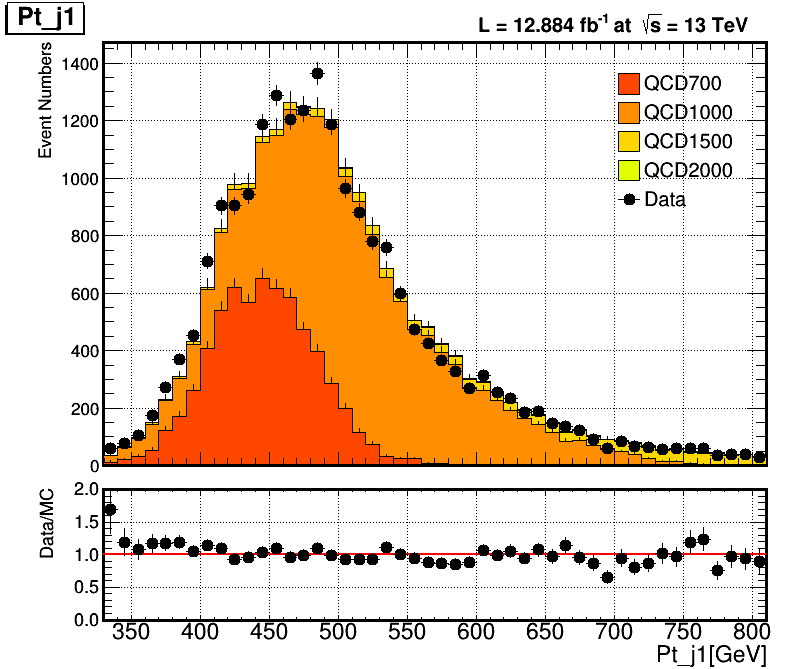 Pt_j1
L = 12.884 fb-1 at √s = 13 TeV
Event Numbers
1400
1200
1000
800
600
400
200
0
QCD700
QCD1000
QCD1500
QCD2000
Data
Data/MC
2.0
1.5
1.0
0.5
0.0
350 400 450 500 550 600 650 700 750 800
Pt_j1[GeV]